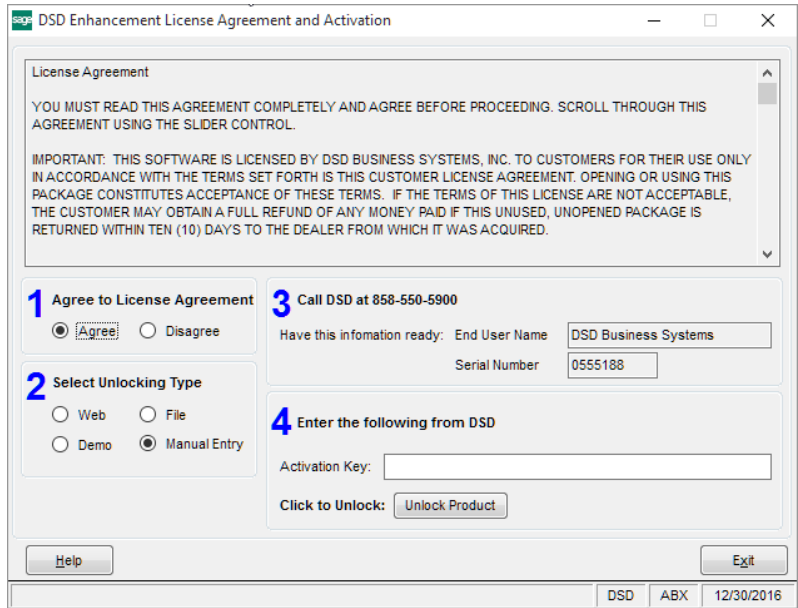 sage DSD Enhancement License Agreement and Activation
License Agreement
YOU MUST READ THIS AGREEMENT COMPLETELY AND AGREE BEFORE PROCEEDING. SCROLL THROUGH THIS
AGREEMENT USING THE SLIDER CONTROL.
IMPORTANT: THIS SOFTWARE IS LICENSED BY DSD BUSINESS SYSTEMS, INC. TO CUSTOMERS FOR THEIR USE ONLY
IN ACCORDANCE WITH THE TERMS SET FORTH IS THIS CUSTOMER LICENSE AGREEMENT. OPENING OR USING THIS
PACKAGE CONSTITUTES ACCEPTANCE OF THESE TERMS. IF THE TERMS OF THIS LICENSE ARE NOT ACCEPTABLE,
THE CUSTOMER MAY OBTAIN A FULL REFUND OF ANY MONEY PAID IF THIS UNUSED, UNOPENED PACKAGE IS
RETURNED WITHIN TEN (10) DAYS TO THE DEALER FROM WHICH IT WAS ACQUIRED.
1 Agree to License Agreement
Agree Disagree
2 Select Unlocking Type
Web File
Demo Manual Entry
3 Call DSD at 858-550-5900
Have this infomation ready: End User Name DSD Business Systems
Serial Number 0555188
4 Enter the following from DSD
Activation Key:
Click to Unlock: Unlock Product
Help Exit
DSD ABX 12/30/2016